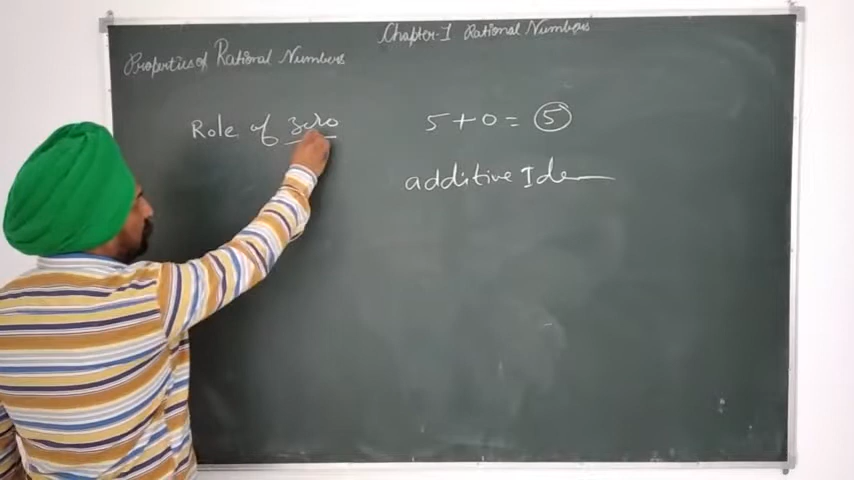 Chapter-1 Rational Numbers
Properties of Rational Numbers
Role of zero
5+0=5
additive Ide